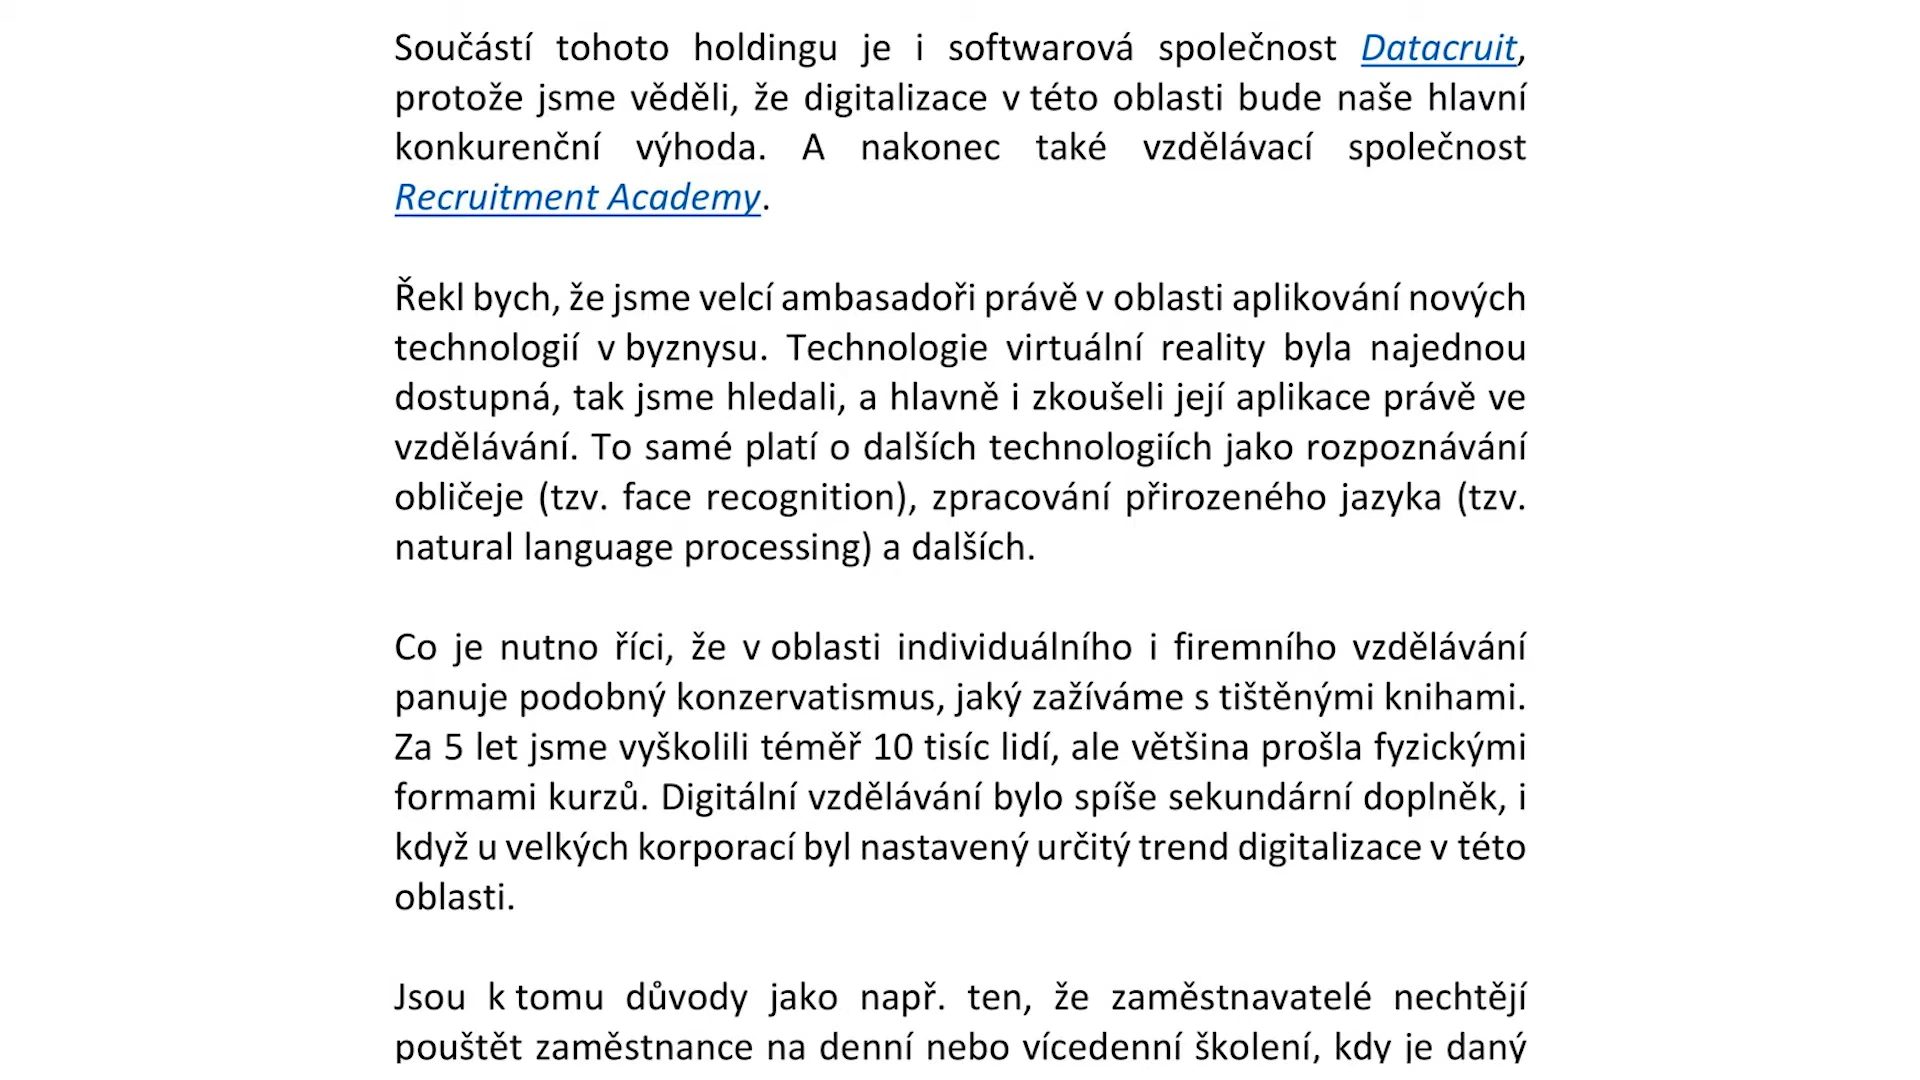 Součástí tohoto holdingu je i softwarová společnost Datacruit,
protože jsme věděli, že digitalizace v této oblasti bude naše hlavní
konkurenční výhoda. A nakonec také vzdělávací společnost
Recruitment Academy.
Řekl bych, že jsme velcí ambasadoři právě v oblasti aplikování nových
technologií v byznysu. Technologie virtuální reality byla najednou
dostupná, tak jsme hledali, a hlavně i zkoušeli její aplikace právě ve
vzdělávání. To samé platí o dalších technologiích jako rozpoznávání
obličeje (tzv. face recognition), zpracování přirozeného jazyka (tzv.
natural language processing) a dalších.
Co je nutno říci, že v oblasti individuálního i firemního vzdělávání
panuje podobný konzervatismus, jaký zažíváme s tištěnými knihami.
Za 5 let jsme vyškolili téměř 10 tisíc lidí, ale většina prošla fyzickými
formami kurzů. Digitální vzdělávání bylo spíše sekundární doplněk, i
když u velkých korporací byl nastavený určitý trend digitalizace v této
oblasti.
Jsou k tomu důvody jako např. ten, že zaměstnavatelé nechtějí
pouštět zaměstnance na denní nebo vícedenní školení, kdy je daný